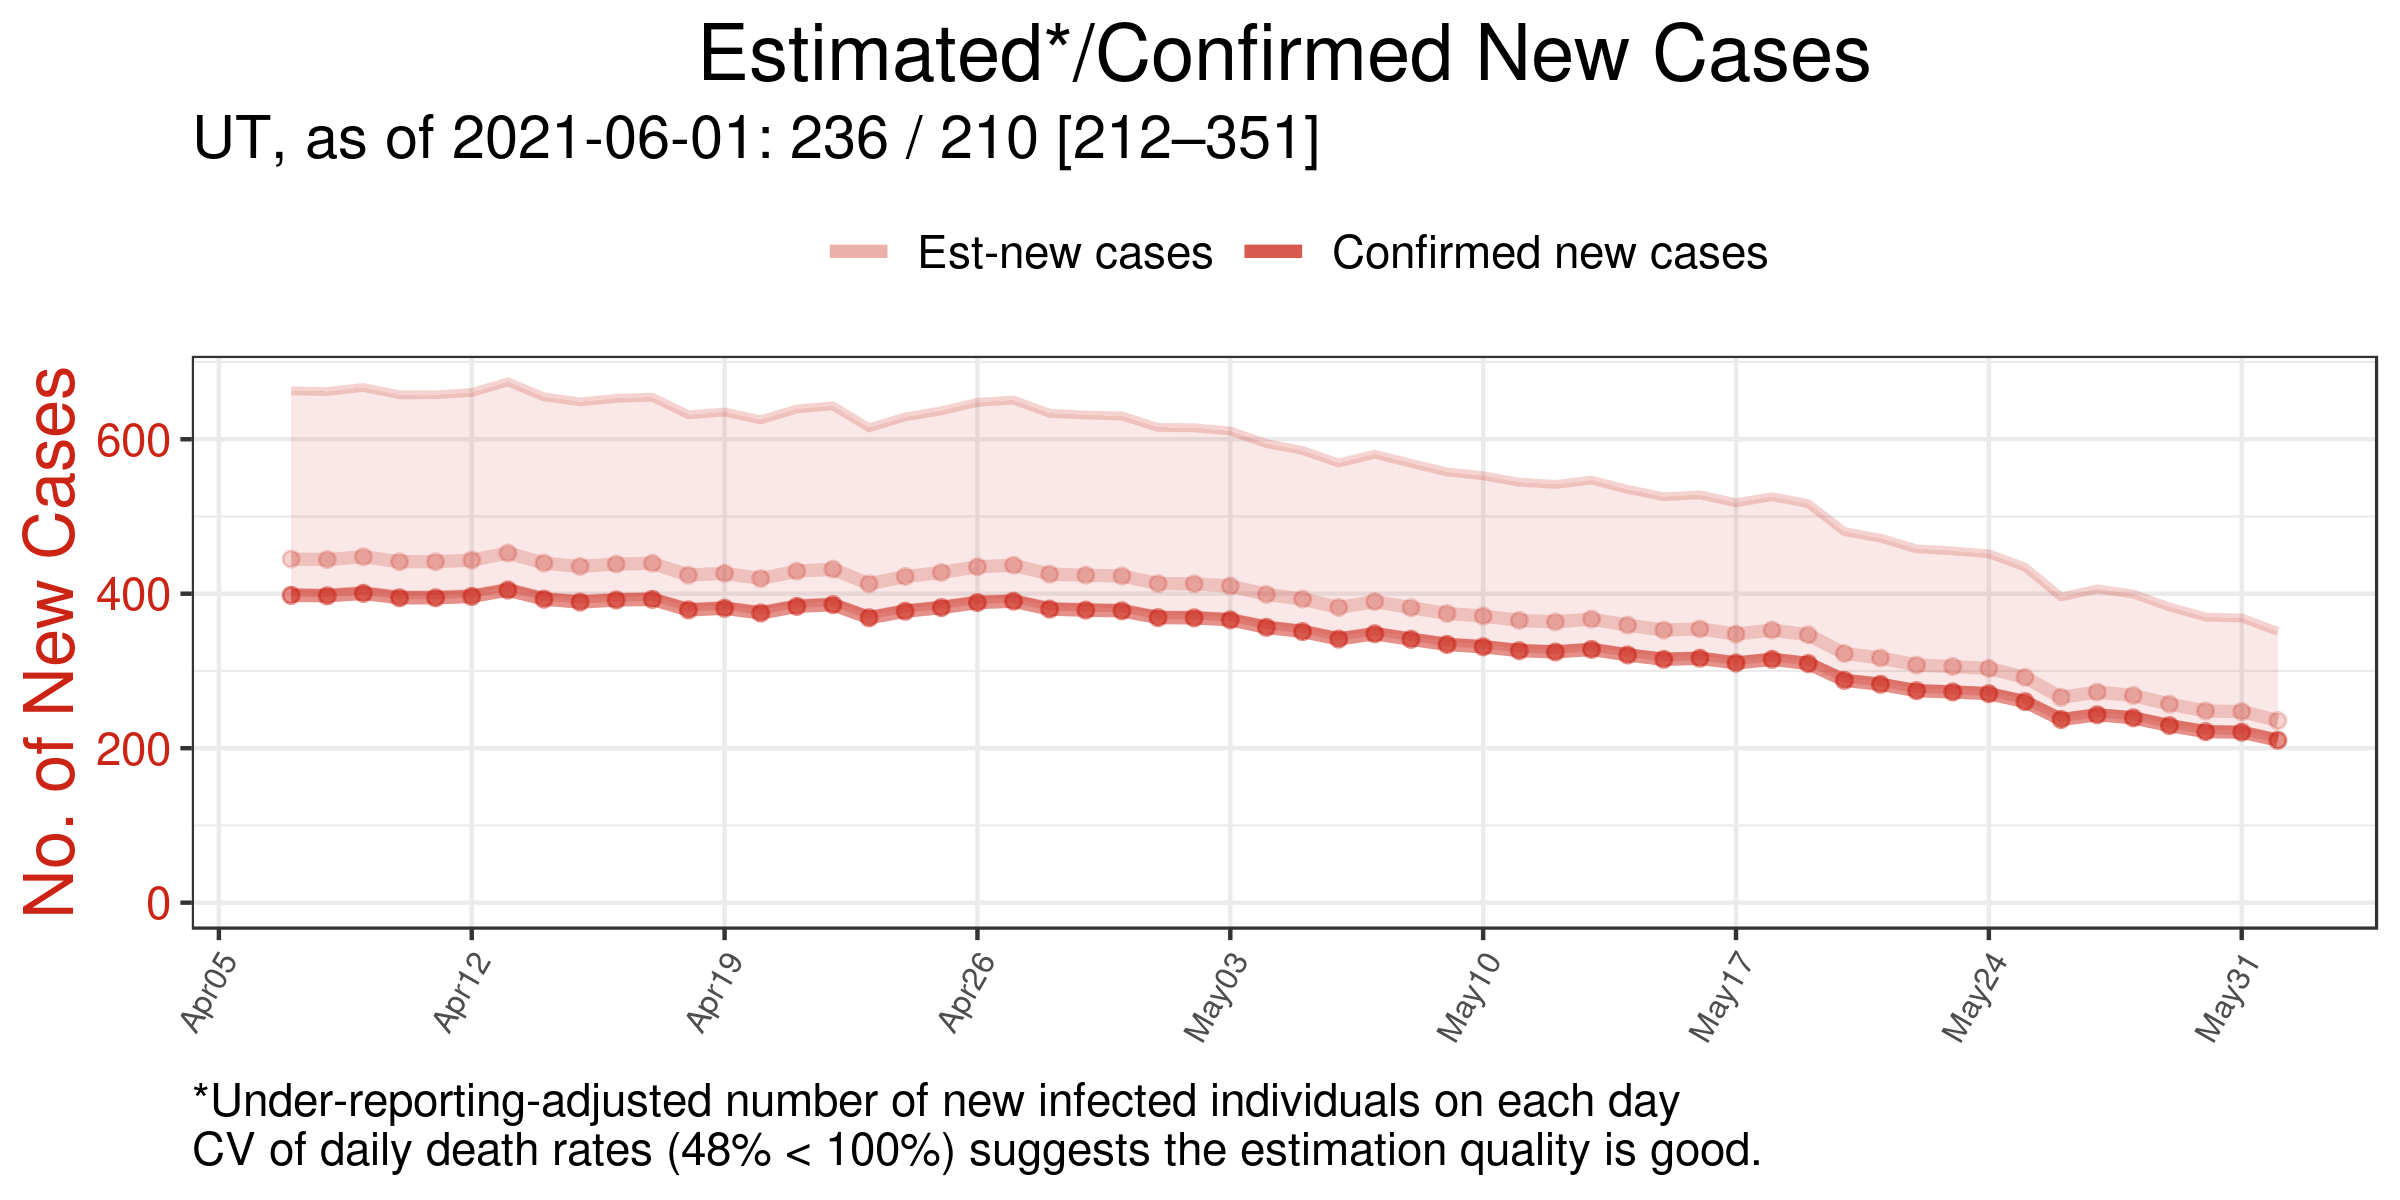 Estimated*/Confirmed New Cases
UT, as of 2021-06-01: 236 / 210 [212–351]
Est-new cases
Confirmed new cases
No. of New Cases
600
400
200
0
Apr05
Apr12
Apr19
Apr26
May03
May10
May17
May24
May31
*Under-reporting-adjusted number of new infected individuals on each day
CV of daily death rates (48% < 100%) suggests the estimation quality is good.